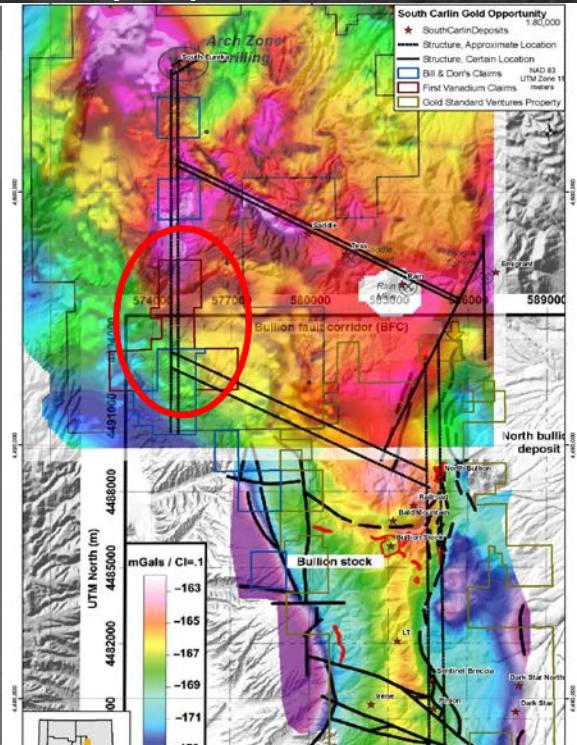 South Carlin Gold Opportunity
1:80,000
SouthCarlinDeposits
Structure, Approximate Location
Structure, Certain Location
Bill & Don's Claims
NAD 83
UTM Zone 11
meters
First Vanadium Claims
Gold Standard Ventures Property
Arch Zone
South Eureka
Saddle
Tess
Rain
Emigrant
574000
577000
580000
589000
Bullion fault corridor (BFC)
4491000
North bullion
deposit
North Bullion
4488000
Railroad
Bald Mountain
Bullion Stock
Bullion stock
UTM North (m)
4485000
mGals / CI=.1
-163
-165
-167
-169
-171
4482000
LT
Sentinel Breccia
Dark Star North
Irene
Pinion
Dark Star